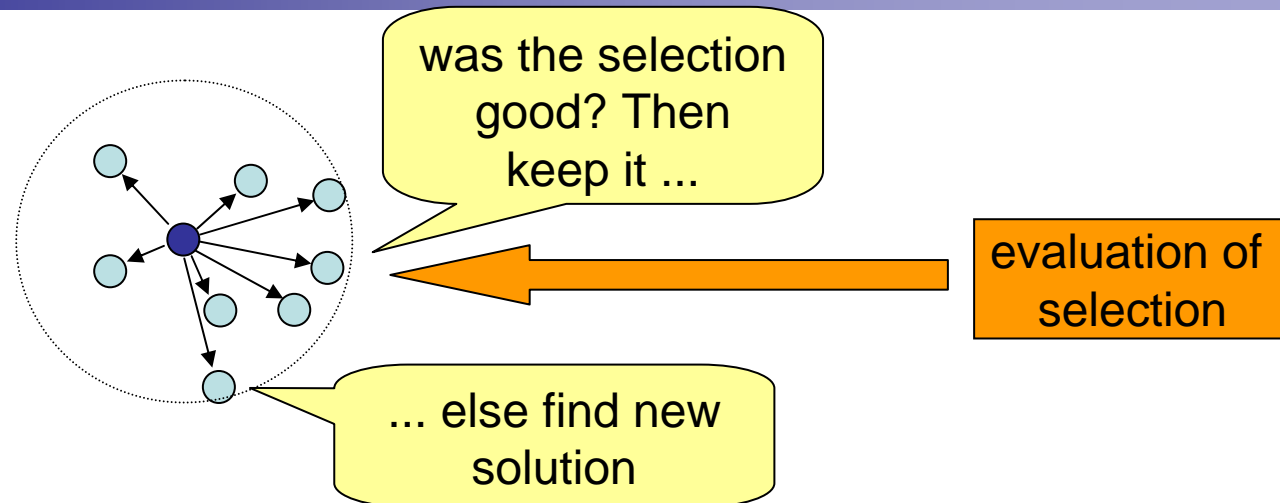 was the selection
good? Then
keep it ...
evaluation of
selection
... else find new
solution